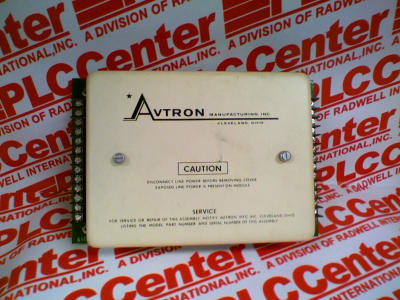 AVTRON
MANUFACTURING, INC.
CLEVELAND, OHIO
CAUTION
DISCONNECT LINE POWER BEFORE REMOVING COVER
EXPOSED LINE POWER IS PRESENT ON MODULE
SERVICE
FOR SERVICE OR REPAIR OF THIS ASSEMBLY, NOTIFY AVTRON MFG INC. CLEVELAND, OHIO
LISTING THE MODEL PART NUMBER AND SERIAL NUMBER OF THIS ASSEMBLY
PLCCenter
A DIVISION OF RADWELL INTERNATIONAL, INC.